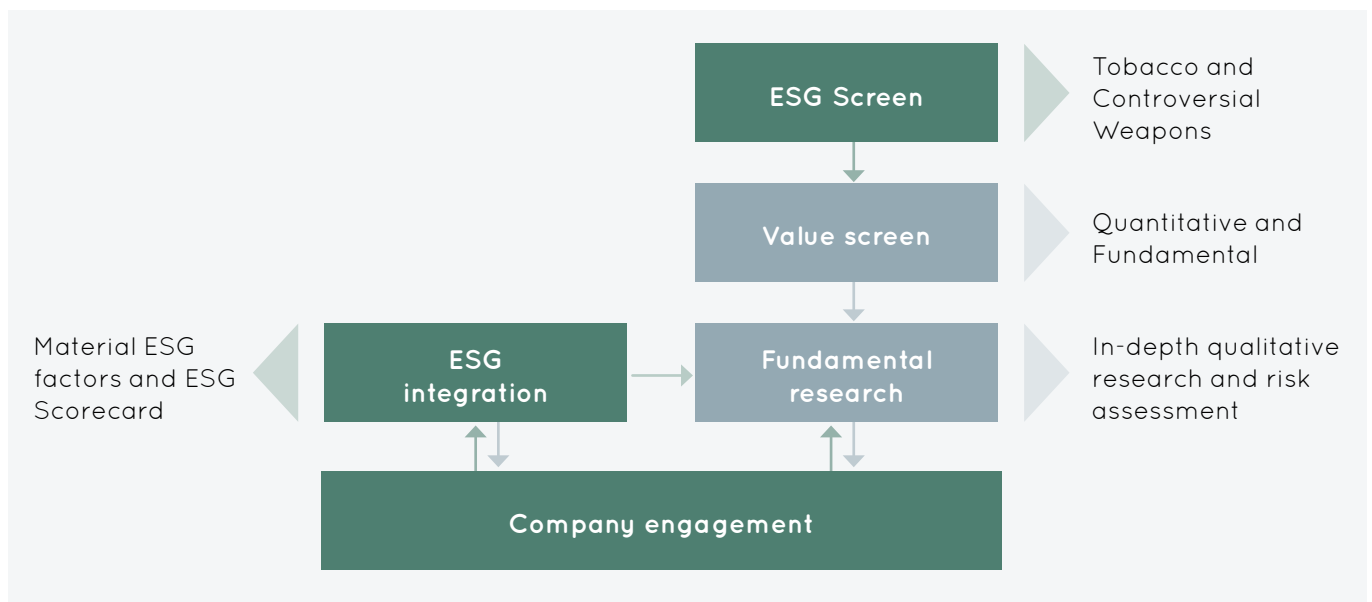 ESG Screen
Tobacco and
Controversial
Weapons
Value screen
Quantitative and
Fundamental
Material ESG
factors and ESG
Scorecard
ESG
integration
Fundamental
research
In-depth qualitative
research and risk
assessment
Company engagement